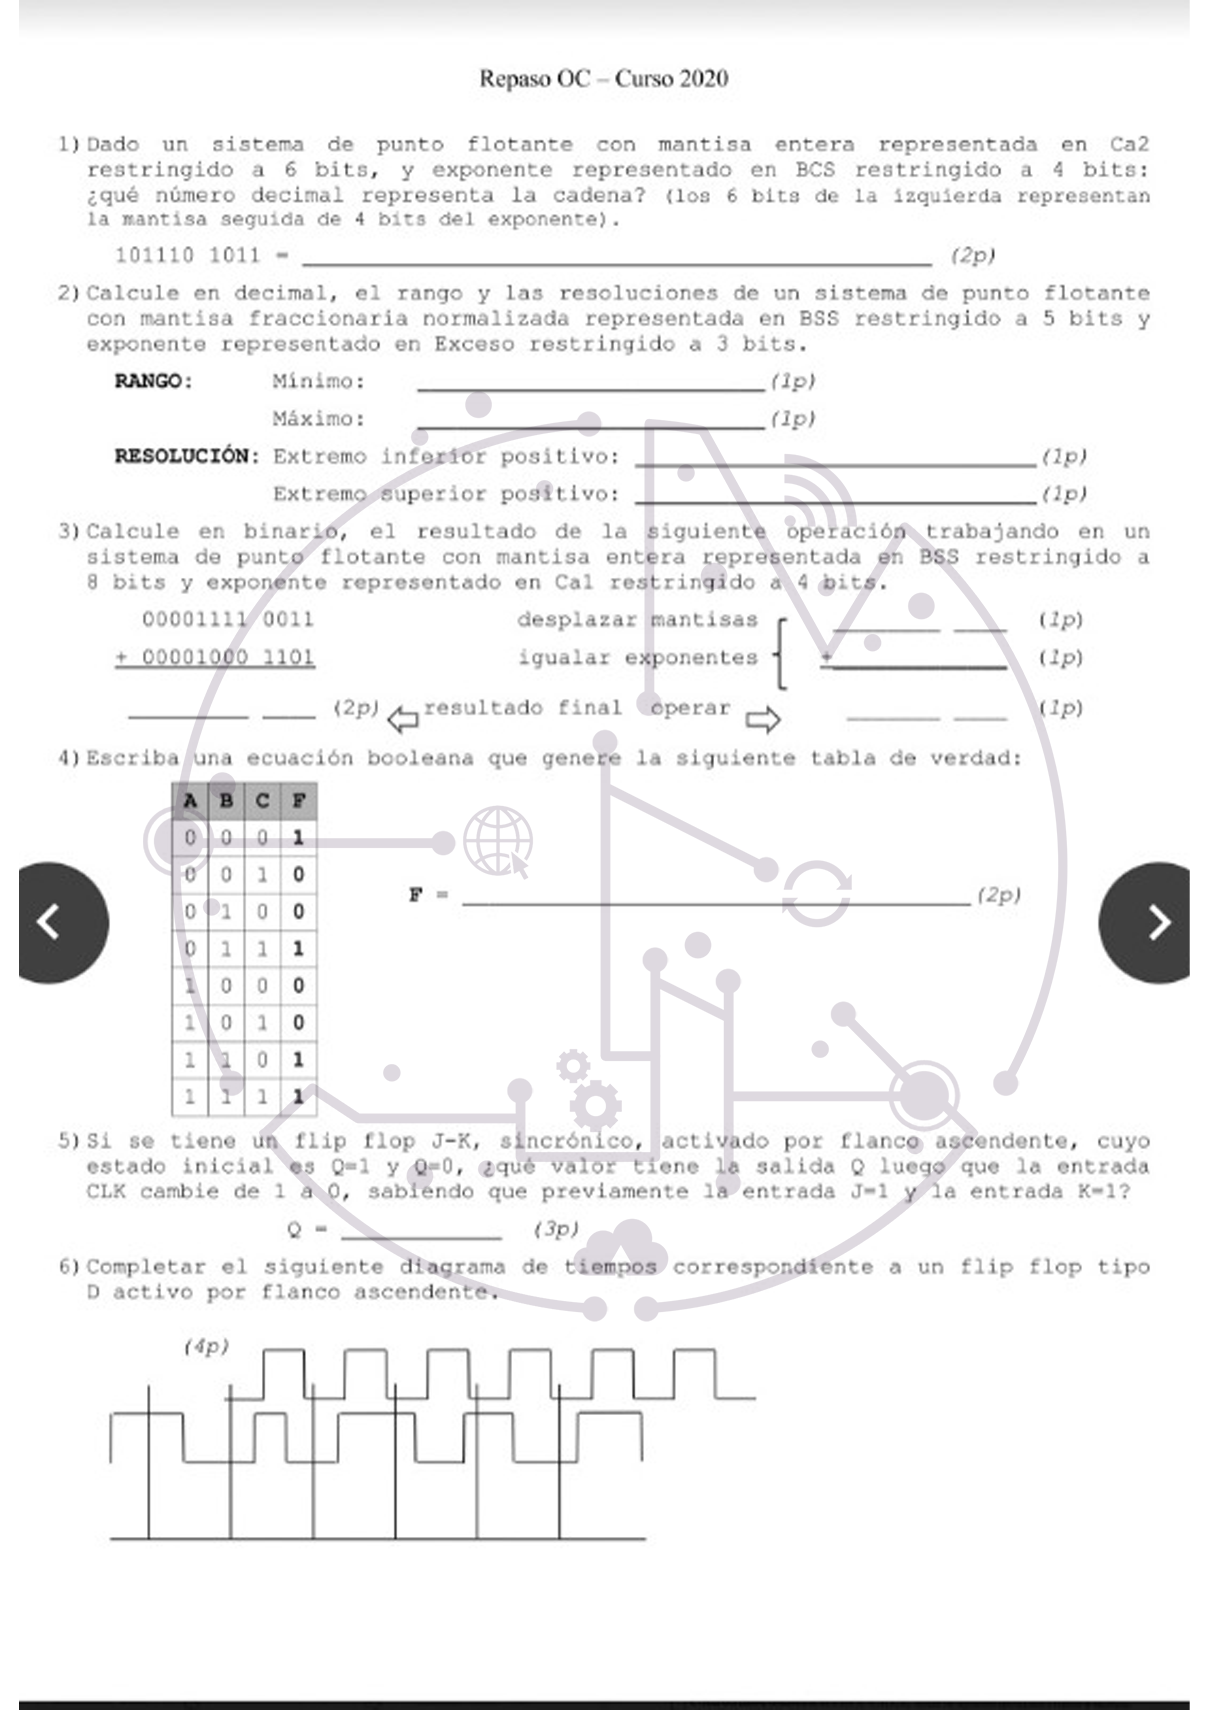 Repaso OC – Curso 2020
1) Dado un sistema de punto flotante con mantisa entera representada en Ca2
restringido a 6 bits, y exponente representado en BCS restringido a 4 bits:
¿qué número decimal representa la cadena? (los 6 bits de la izquierda representan
la mantisa seguida de 4 bits del exponente).
101110 1011 = ____ (2p)
2) Calcule en decimal, el rango y las resoluciones de un sistema de punto flotante
con mantisa fraccionaria normalizada representada en BSS restringido a 5 bits y
exponente representado en Exceso restringido a 3 bits.
RANGO: Mínimo: ____ (1p)
Máximo: ____ (1p)
RESOLUCIÓN: Extremo inferior positivo: ____ (1p)
Extremo superior positivo: ____ (1p)
3) Calcule en binario, el resultado de la siguiente operación trabajando en un
sistema de punto flotante con mantisa entera representada en BSS restringido a
8 bits y exponente representado en Ca1 restringido a 4 bits.
00001111 0011 desplazar mantisas ____ ____ (1p)
+ 00001000 1101 igualar exponentes + ____ (1p)
____ ____ (2p) resultado final operar ____ ____ (1p)
4) Escriba una ecuación booleana que genere la siguiente tabla de verdad:
A B C F
0 0 0 1
0 0 1 0
F = ____ (2p)
0 1 0 0
0 1 1 1
1 0 0 0
1 0 1 0
1 1 0 1
1 1 1 1
5) Si se tiene un flip flop J-K, sincrónico, activado por flanco ascendente, cuyo
estado inicial es Q=1 y Q=0, ¿qué valor tiene la salida Q luego que la entrada
CLK cambie de 1 a 0, sabiendo que previamente la entrada J=1 y la entrada K=1?
Q = ____ (3p)
6) Completar el siguiente diagrama de tiempos correspondiente a un flip flop tipo
D activo por flanco ascendente.
(4p)